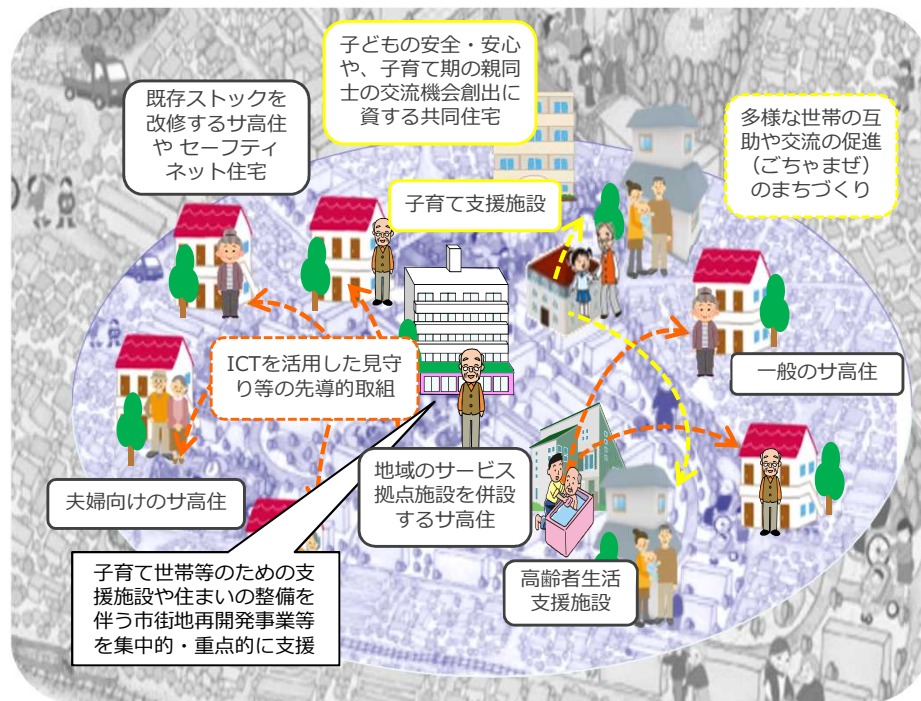 子どもの安全・安心
や、子育て期の親同
士の交流機会創出に
資する共同住宅
既存ストックを
改修するサ高住
や セーフティ
ネット住宅
多様な世帯の互
助や交流の促進
（ごちゃまぜ）
のまちづくり
子育て支援施設
ICTを活用した見守
り等の先導的取組
一般のサ高住
地域のサービス
拠点施設を併設
するサ高住
夫婦向けのサ高住
高齢者生活
支援施設
子育て世帯等のための支
援施設や住まいの整備を
伴う市街地再開発事業等
を集中的・重点的に支援